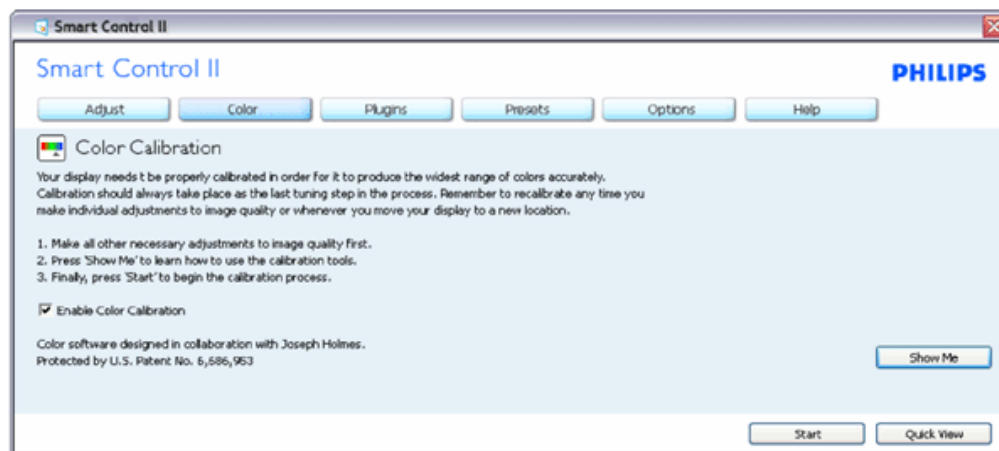 Smart Control II
Smart Control II
PHILIPS
Adjust Color Plugins Presets Options Help
Color Calibration
Your display needs t be properly calibrated in order for it to produce the widest range of colors accurately.
Calibration should always take place as the last tuning step in the process. Remember to recalibrate any time you
make individual adjustments to image quality or whenever you move your display to a new location.
1. Make all other necessary adjustments to image quality first.
2. Press 'Show Me' to learn how to use the calibration tools.
3. Finally, press 'Start' to begin the calibration process.
Enable Color Calibration
Color software designed in collaboration with Joseph Holmes.
Protected by U.S. Patent No. 6,686,953
Show Me
Start Quick View